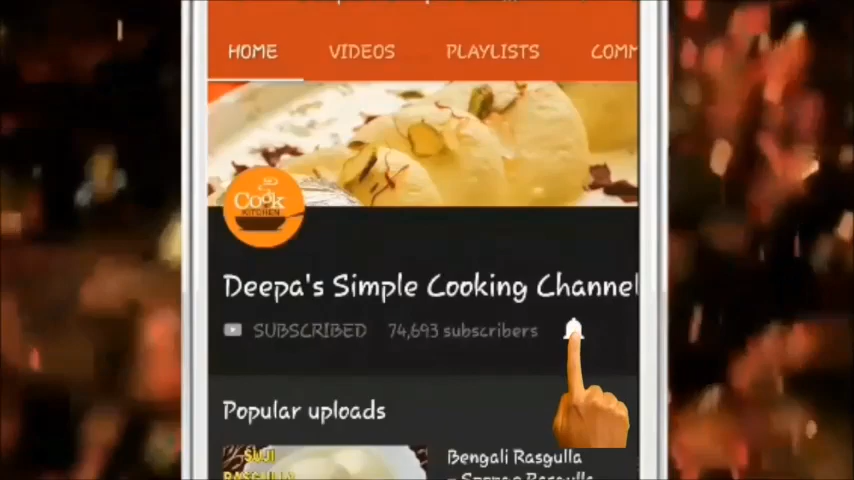 HOME VIDEOS PLAYLISTS COMM
Cook
KITCHEN
Deepa's Simple Cooking Channel
SUBSCRIBED 74,693 subscribers
Popular uploads
SUJI
RASGULLA
Bengali Rasgulla